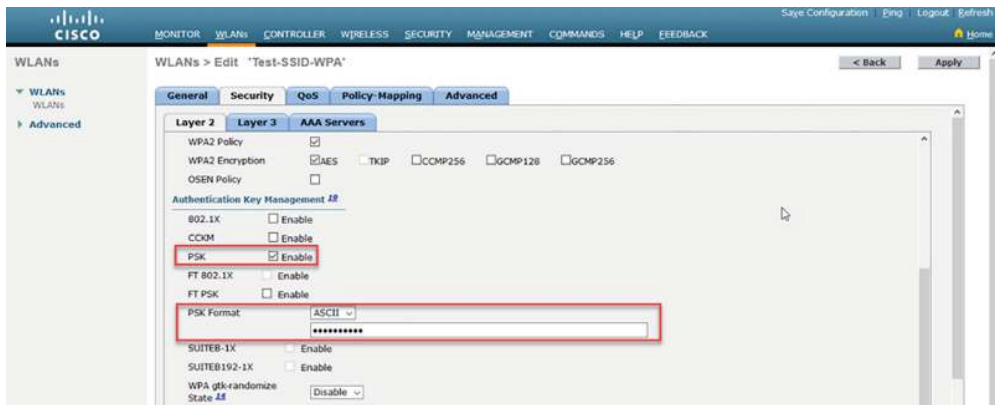 Save Configuration Ping Logout Refresh
CISCO MONITOR WLANs CONTROLLER WIRELESS SECURITY MANAGEMENT COMMANDS HELP FEEDBACK Home
WLANs WLANs > Edit 'Test-SSID-WPA' < Back Apply
WLANs
WLANs
Advanced
General Security QoS Policy-Mapping Advanced
Layer 2 Layer 3 AAA Servers
WPA2 Policy
WPA2 Encryption AES TKIP CCMP256 GCMP128 GCMP256
OSEN Policy
Authentication Key Management 19
802.1X Enable
CCKM Enable
PSK Enable
FT 802.1X Enable
FT PSK Enable
PSK Format ASCII
••••••••••
SUITEB-1X Enable
SUITEB192-1X Enable
WPA gtk-randomize State 14 Disable